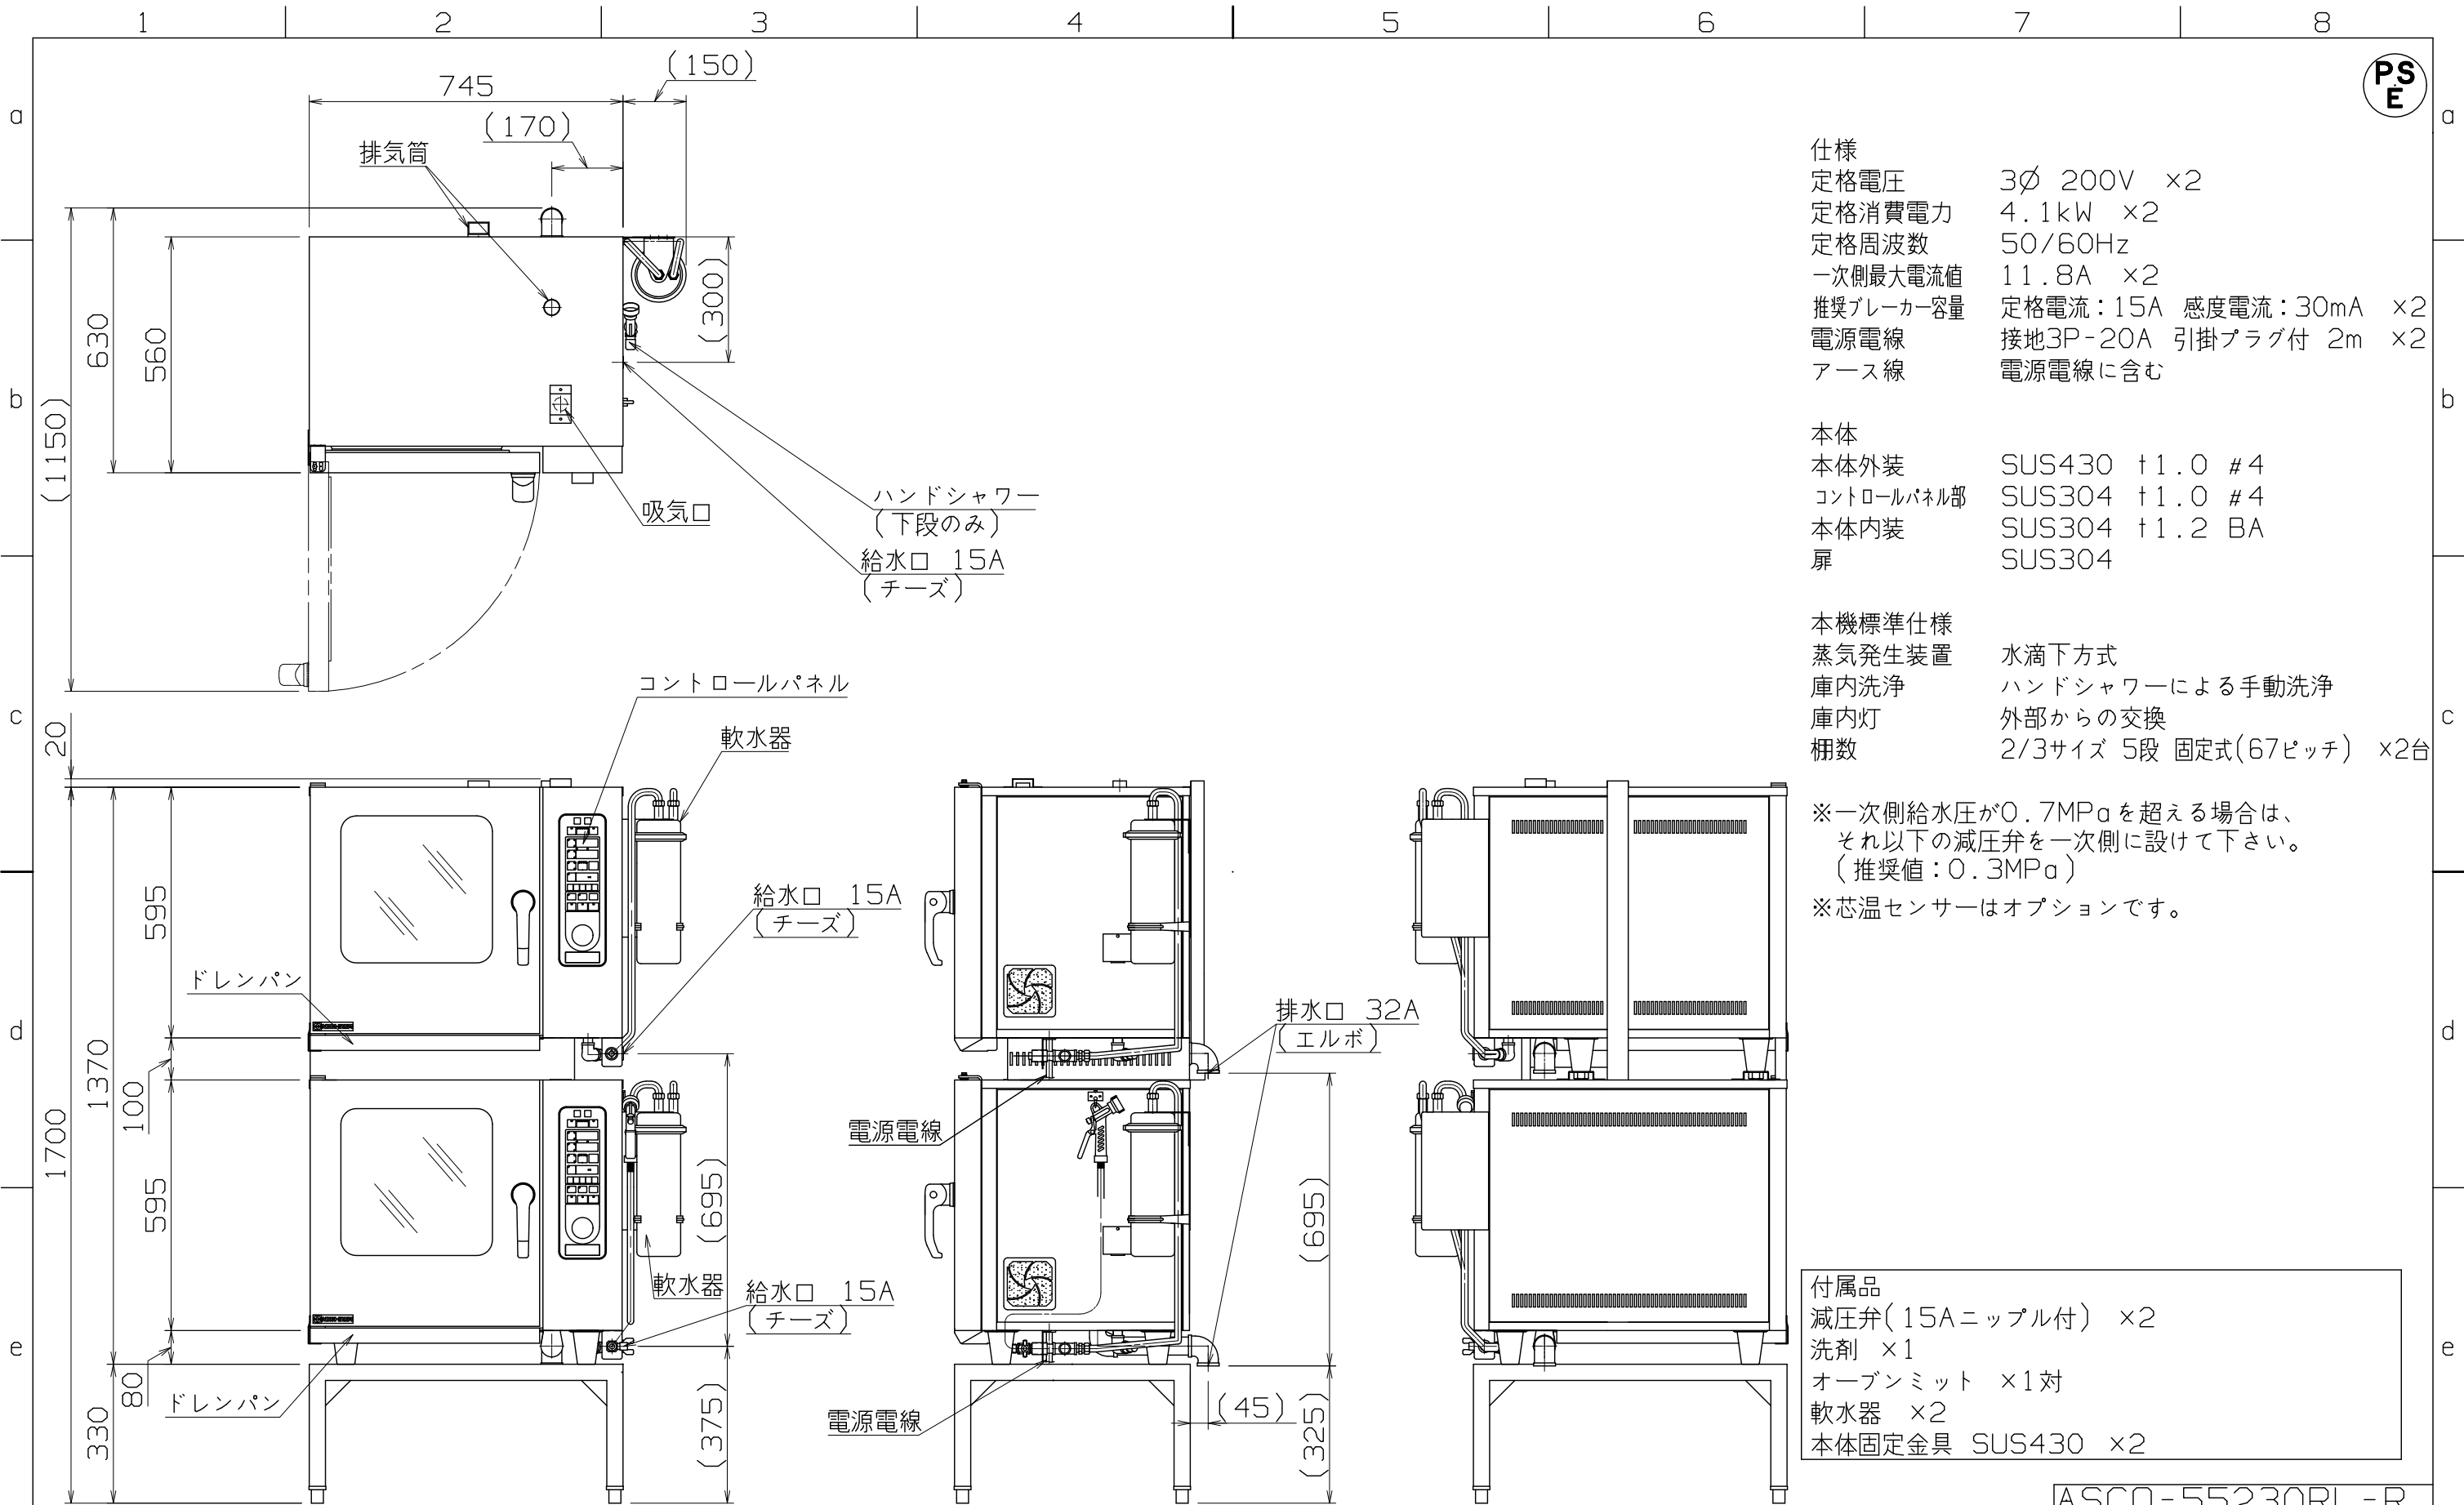 1 2 3 4 5 6 7 8
a
b
c
d
e
a
b
c
d
e
PS
E
745
(150)
(170)
排気筒
(1150)
630
560
(300)
吸気口
ハンドシャワー
(下段のみ)
給水口 15A
(チーズ)
仕様
定格電圧 3∅ 200V ×2
定格消費電力 4.1kW ×2
定格周波数 50/60Hz
一次側最大電流値 11.8A ×2
推奨ブレーカー容量 定格電流：15A 感度電流：30mA ×2
電源電線 接地3P-20A 引掛プラグ付 2m ×2
アース線 電源電線に含む
本体
本体外装 SUS430 t1.0 #4
コントロールパネル部 SUS304 t1.0 #4
本体内装 SUS304 t1.2 BA
扉 SUS304
本機標準仕様
蒸気発生装置 水滴下方式
庫内洗浄 ハンドシャワーによる手動洗浄
庫内灯 外部からの交換
棚数 2/3サイズ 5段 固定式(67ピッチ) ×2台
※一次側給水圧が0.7MPaを超える場合は、
それ以下の減圧弁を一次側に設けて下さい。
(推奨値：0.3MPa)
※芯温センサーはオプションです。
コントロールパネル
軟水器
20
595
給水口 15A
(チーズ)
ドレンパン
1370
100
1700
595
(695)
軟水器
給水口 15A
(チーズ)
80
ドレンパン
330
(375)
排水口 32A
(エルボ)
電源電線
(695)
電源電線
(45)
(325)
付属品
減圧弁(15Aニップル付) ×2
洗剤 ×1
オーブンミット ×1対
軟水器 ×2
本体固定金具 SUS430 ×2
ASCO-5523ORL-R